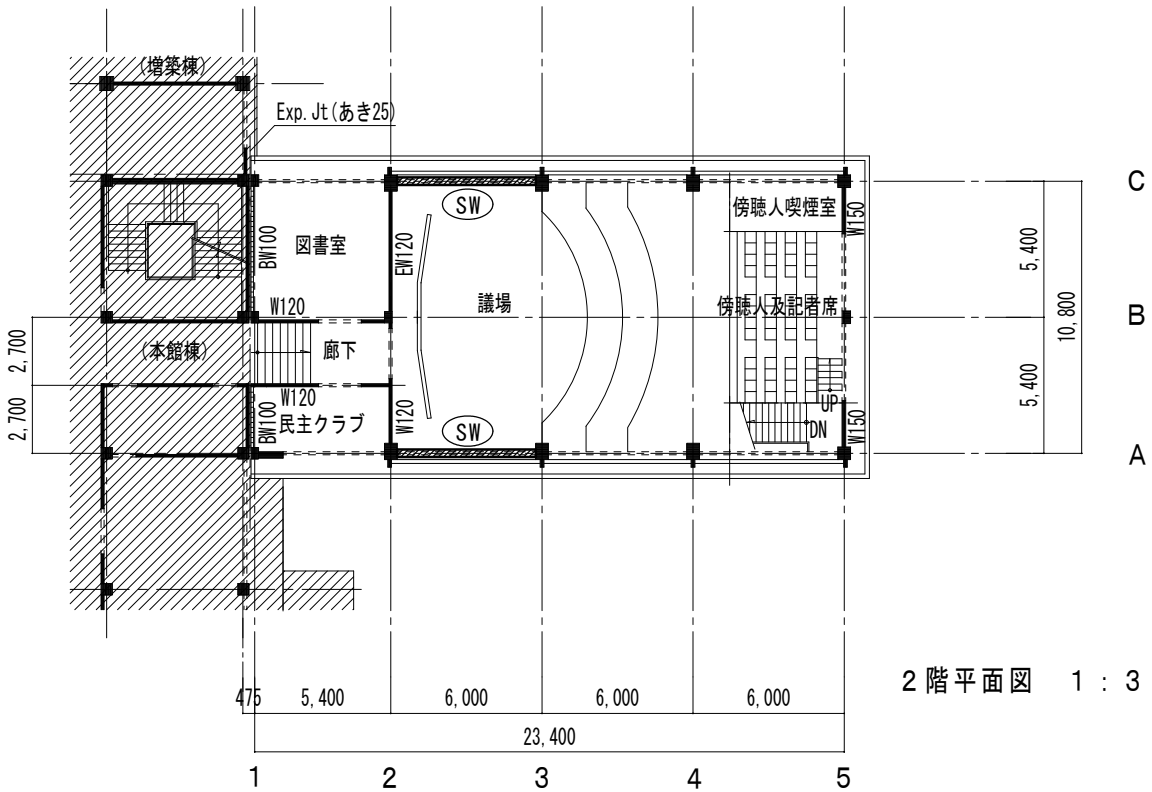 (増築棟)
Exp.Jt(あき25)
C
SW
傍聴人喫煙室
W150
図書室
BW100
EW120
5,400
議場
傍聴人及記者席
W120
B
10,800
2,700
(本館棟)
廊下
5,400
W120
UP
2,700
BW100
民主クラブ
W120
SW
DN
W150
A
475
5,400
6,000
6,000
6,000
2階平面図 1:3
23,400
1
2
3
4
5